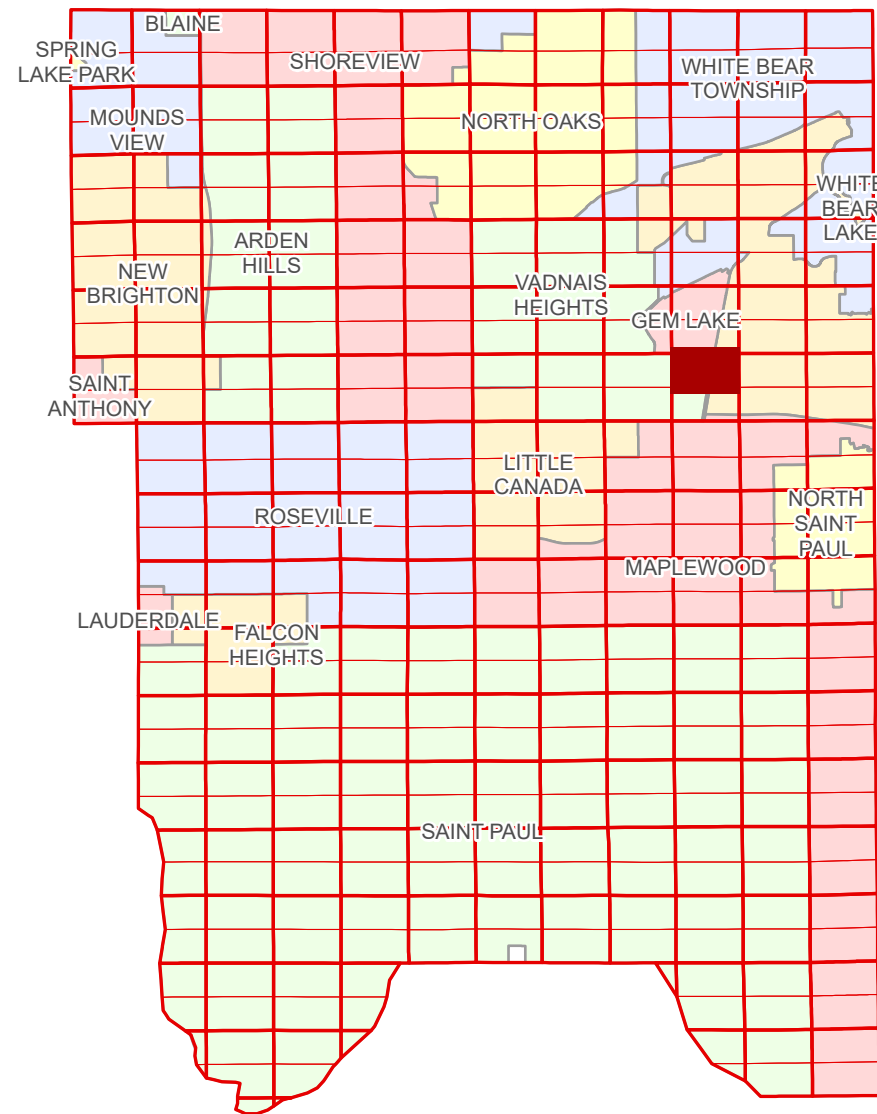 BLAINE
SPRING
LAKE PARK
SHOREVIEW
WHITE BEAR
TOWNSHIP
MOUNDS
VIEW
NORTH OAKS
WHITE
BEAR
LAKE
ARDEN
HILLS
NEW
BRIGHTON
VADNAIS
HEIGHTS
GEM LAKE
SAINT
ANTHONY
LITTLE
CANADA
NORTH
SAINT
PAUL
ROSEVILLE
MAPLEWOOD
LAUDERDALE
FALCON
HEIGHTS
SAINT PAUL